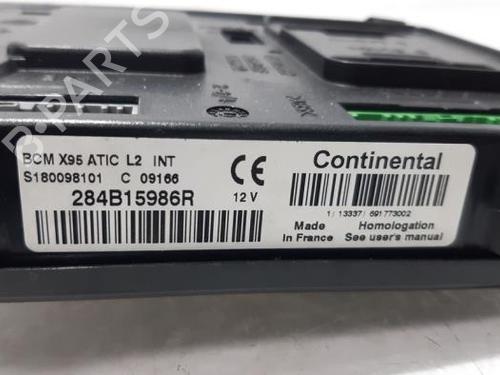 BCM X95 ATIC L2 INT
S180098101 C 09166
284B15986R
12 V
CE
Continental
1/ 13337/ 691773002
Made in France
Homologation
See user's manual
B-PARTS